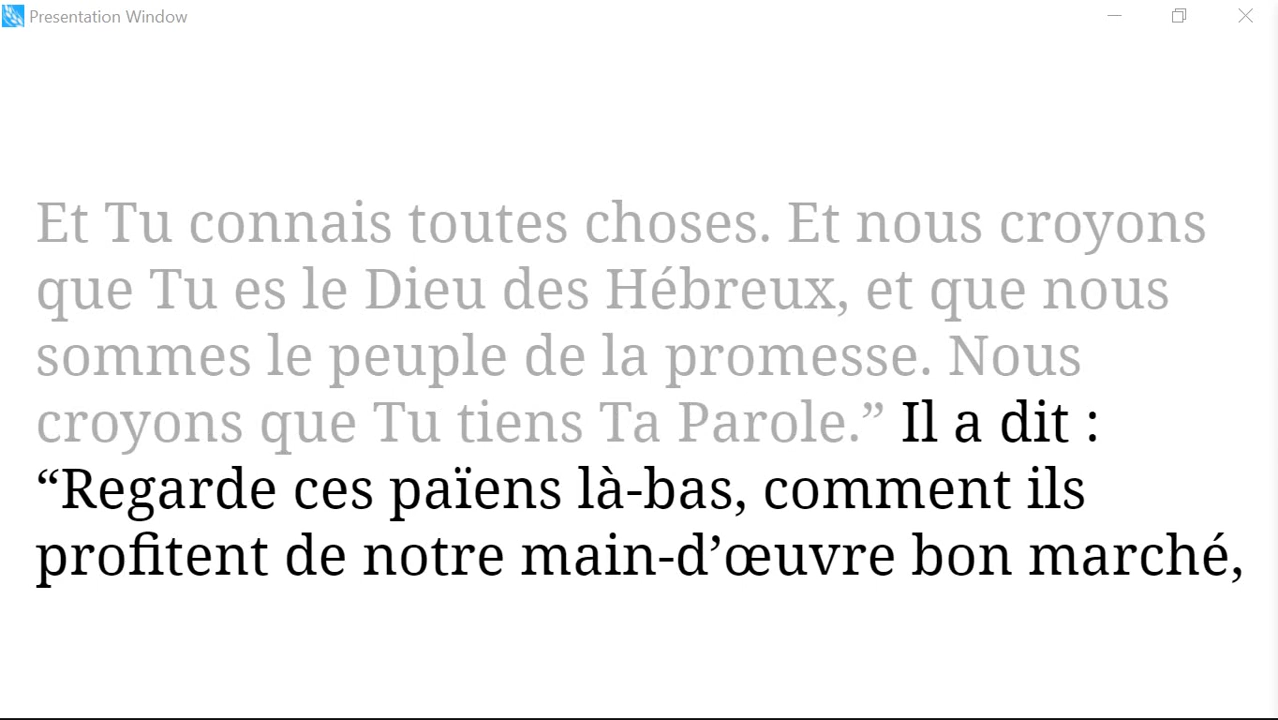 Presentation Window
Et Tu connais toutes choses. Et nous croyons
que Tu es le Dieu des Hébreux, et que nous
sommes le peuple de la promesse. Nous
croyons que Tu tiens Ta Parole.” Il a dit :
“Regarde ces païens là-bas, comment ils
profitent de notre main-d’œuvre bon marché,